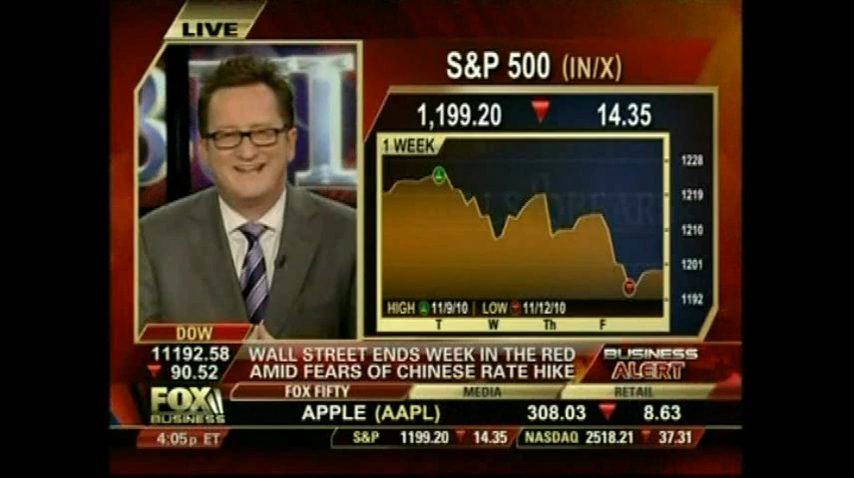 LIVE
S&P 500 (IN/X)
1,199.20 14.35
1 WEEK
1228
1219
1210
1201
1192
HIGH 11/9/10 | LOW 11/12/10
T W Th F
DOW
11192.58
90.52
WALL STREET ENDS WEEK IN THE RED
AMID FEARS OF CHINESE RATE HIKE
BUSINESS
ALERT
FOX
BUSINESS
FOX FIFTY MEDIA RETAIL
APPLE (AAPL) 308.03 8.63
4:05p ET S&P 1199.20 14.35 NASDAQ 2518.21 37.31